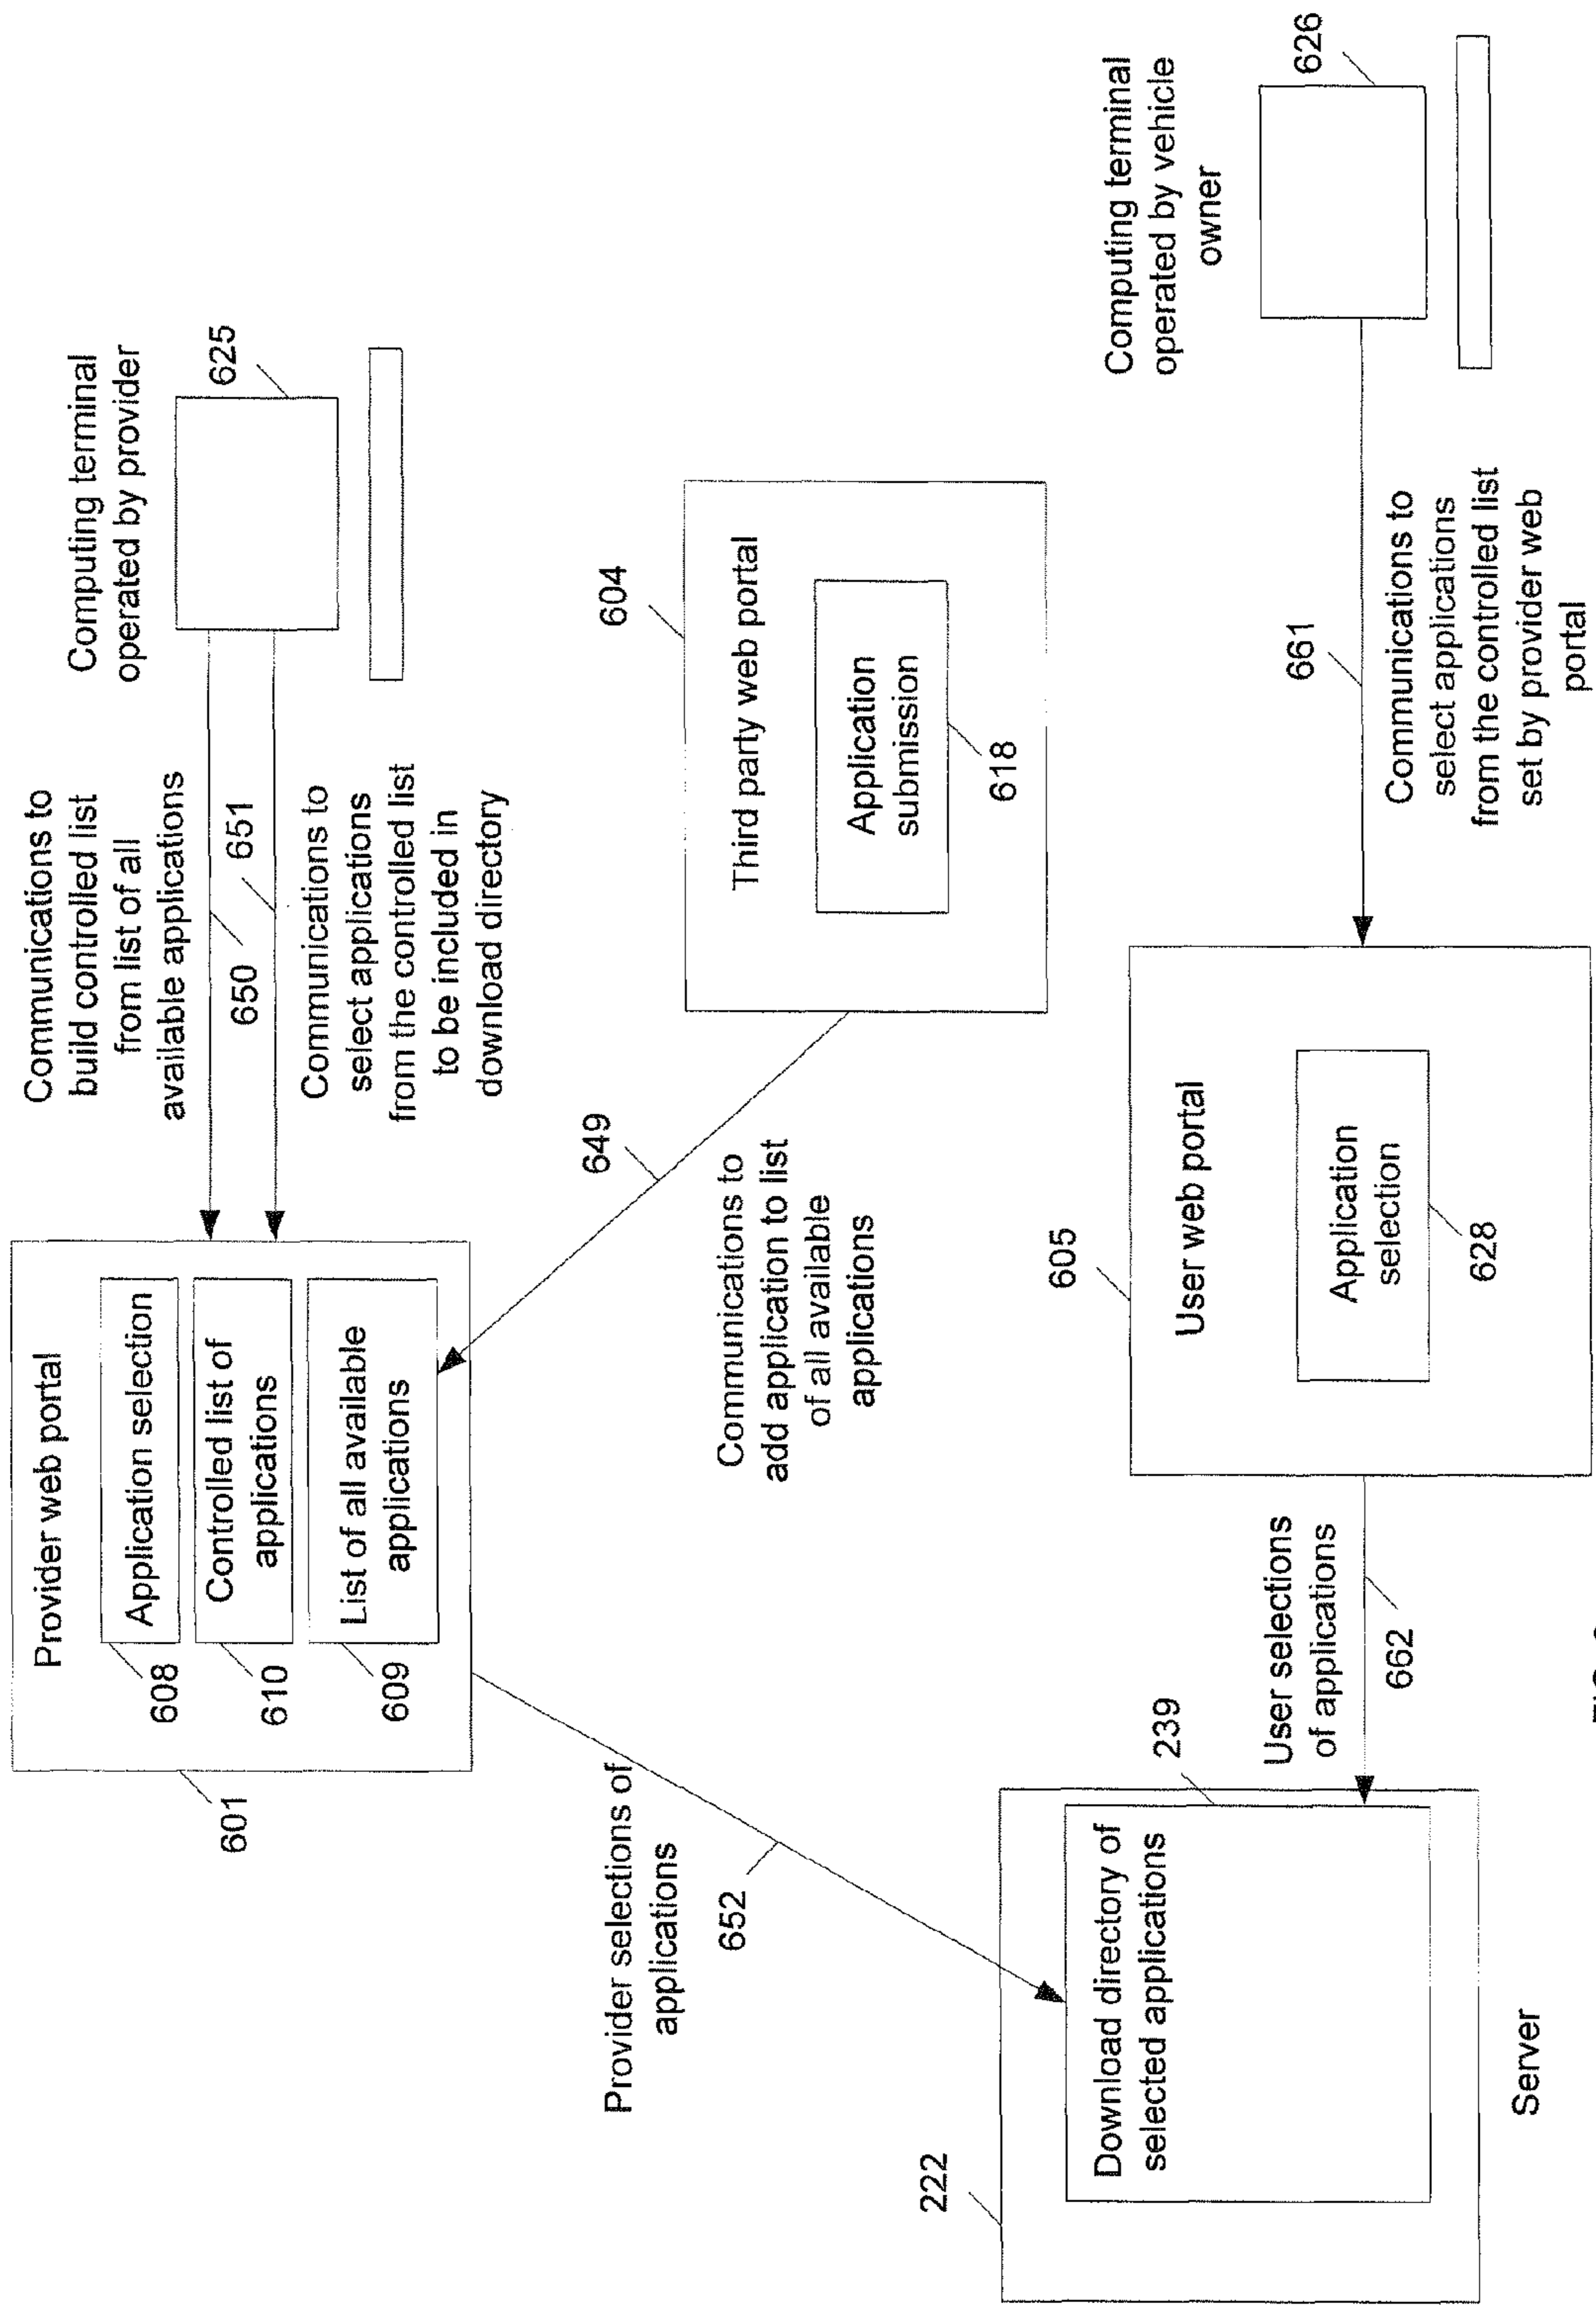 Communications to
build controlled list
from list of all
available applications
650
651
Communications to
select applications
from the controlled list
to be included in
download directory
Computing terminal
operated by provider
625
Provider web portal
Application selection
Controlled list of
applications
List of all available
applications
608
610
609
601
649
Communications to
add application to list
of all available
applications
604
Third party web portal
Application
submission
618
Provider selections of
applications
652
222
Download directory of
selected applications
239
Server
User selections
of applications
662
605
User web portal
Application
selection
628
661
Communications to
select applications
from the controlled list
set by provider web
portal
Computing terminal
operated by vehicle
owner
626